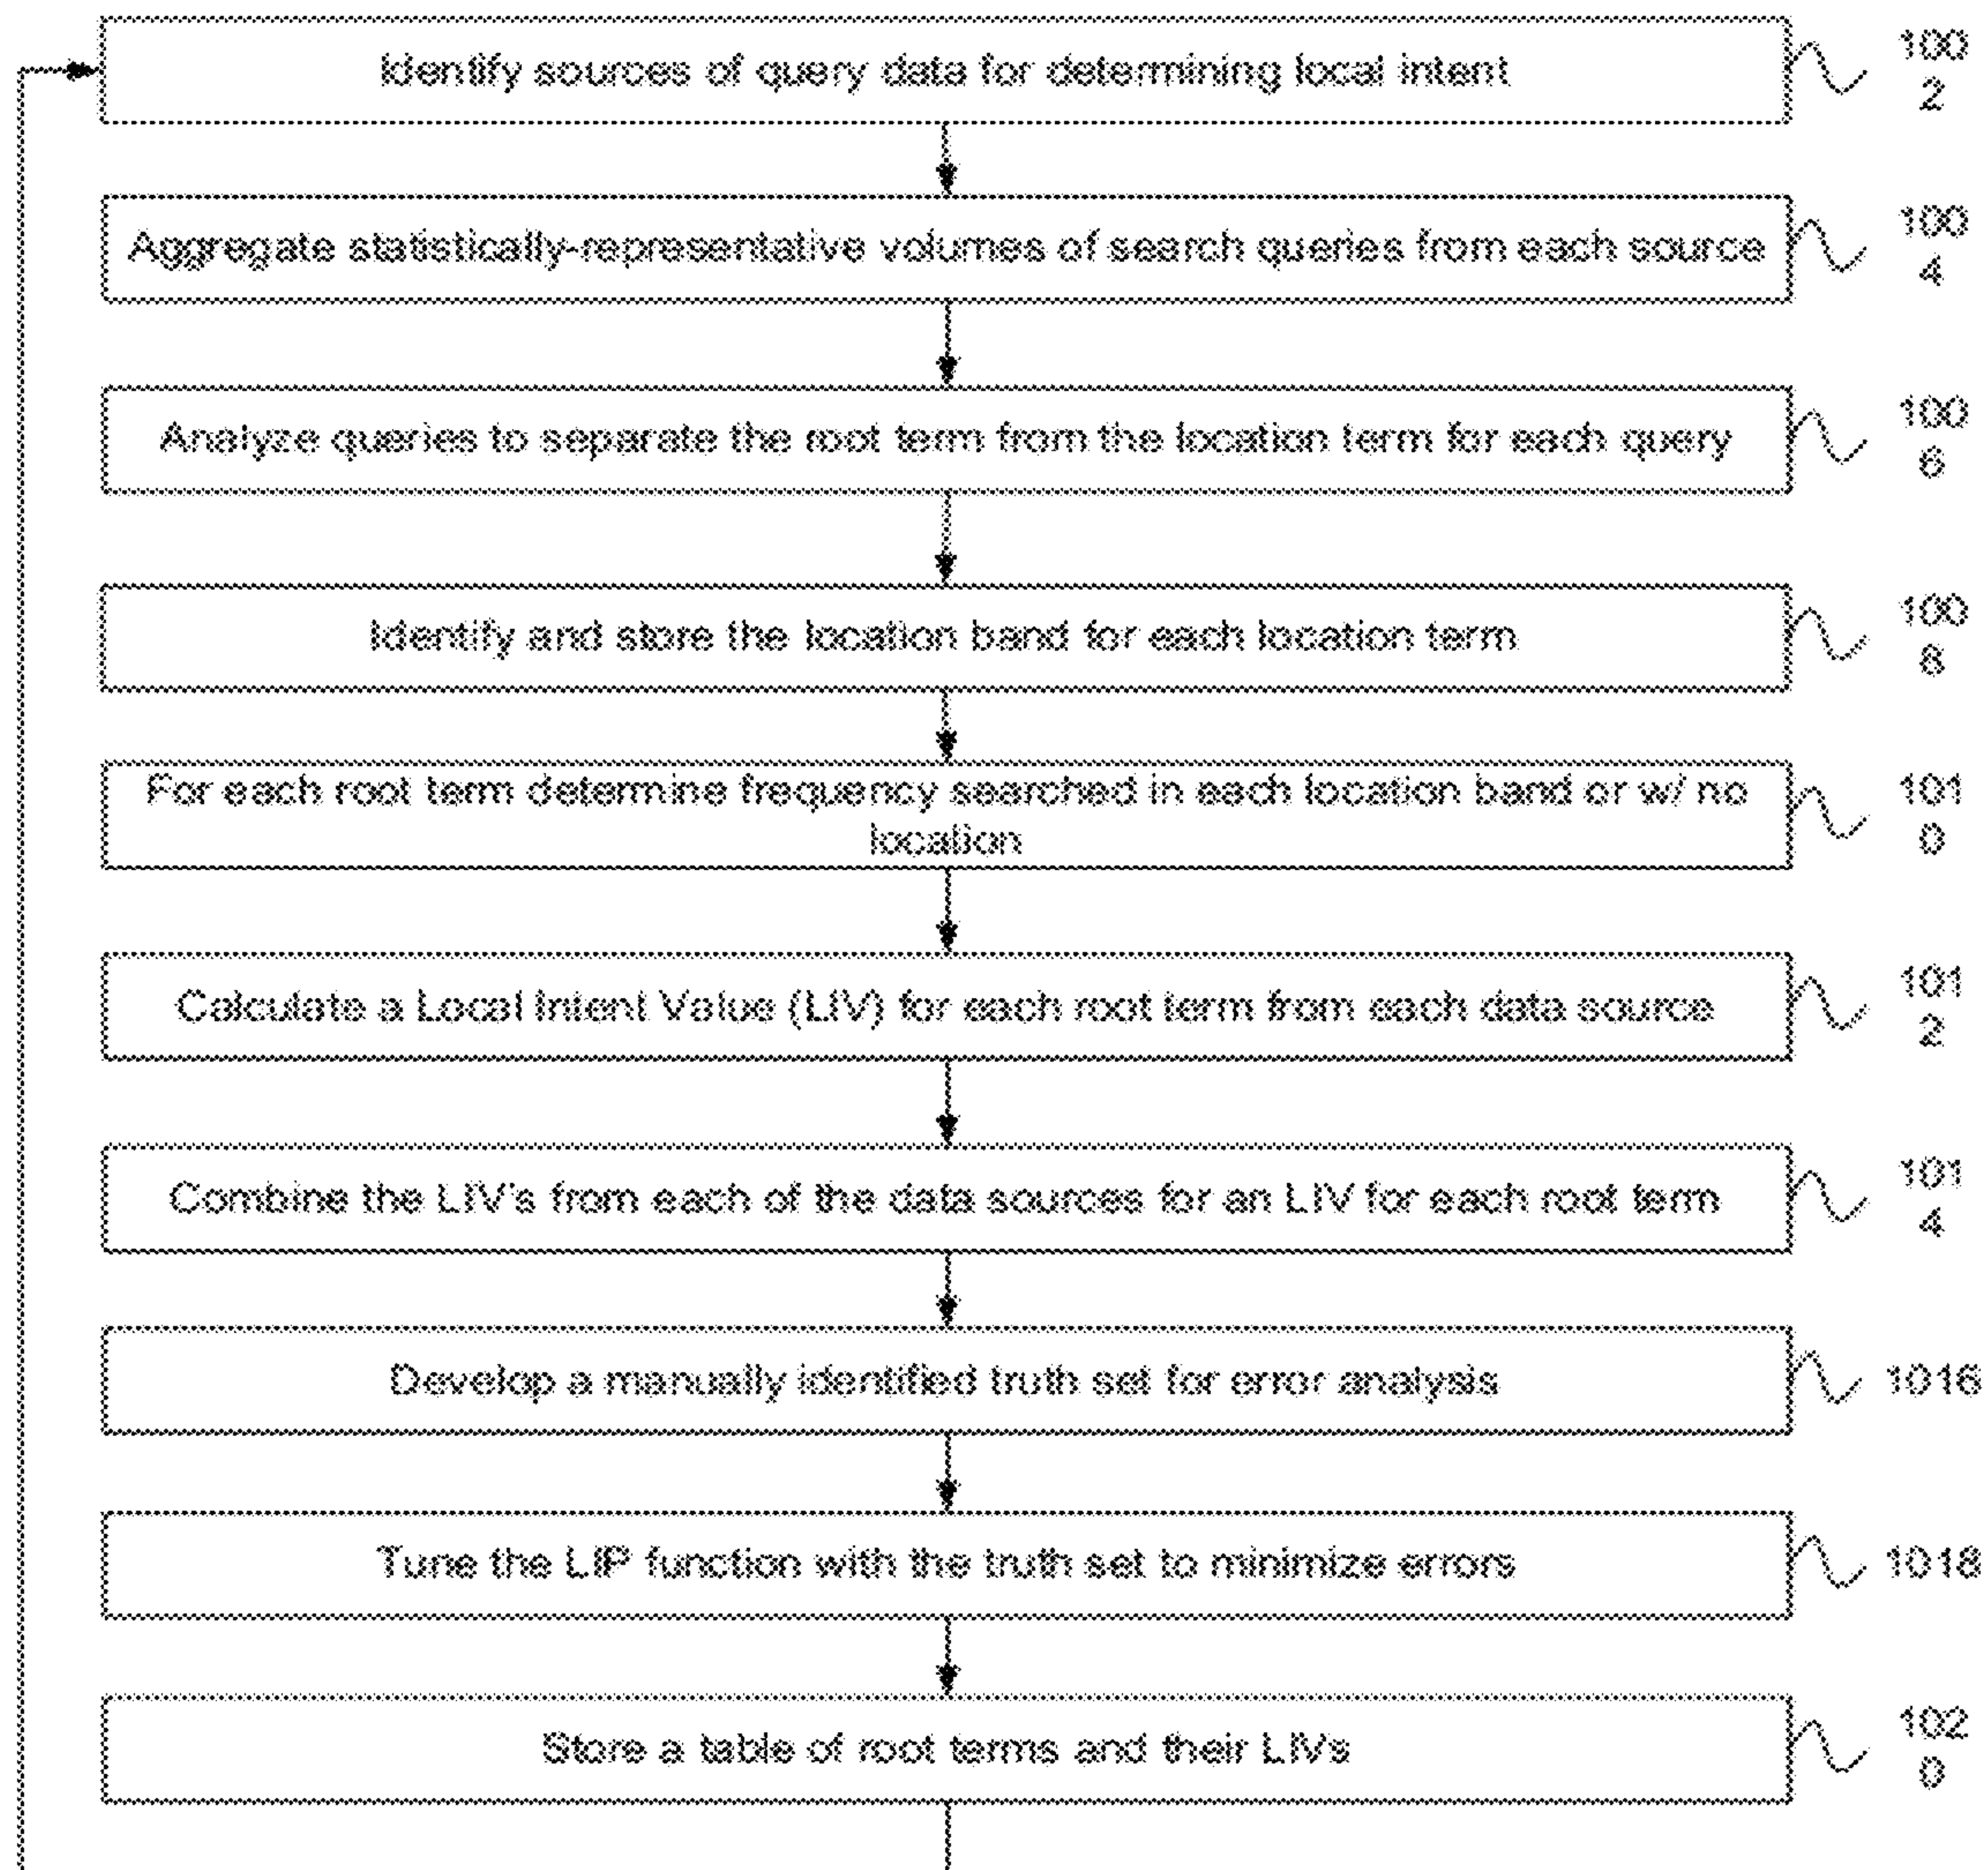 Identify sources of query data for determining local intent
100
2
Aggregate statistically-representative volumes of search queries from each source
100
4
Analyze queries to separate the root term from the location term for each query
100
6
Identify and store the location band for each location term
100
8
For each root term determine frequency searched in each location band or w/ no
location
101
0
Calculate a Local Intent Value (LIV) for each root term from each data source
101
2
Combine the LIV's from each of the data sources for an LIV for each root term
101
4
Develop a manually identified truth set for error analysis
1016
Tune the LIP function with the truth set to minimize errors
1018
Store a table of root terms and their LIVs
102
0